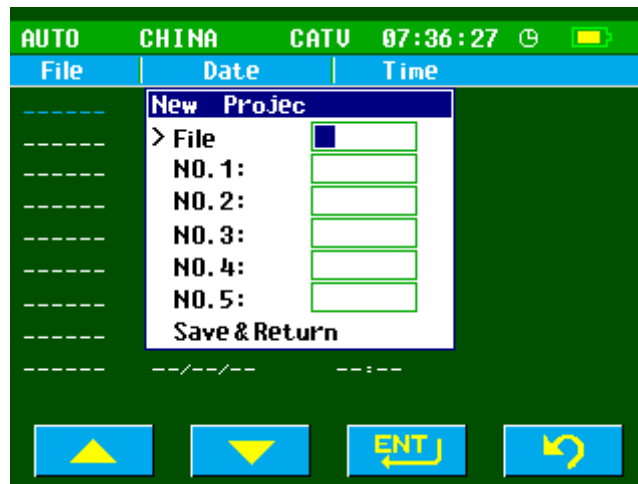 AUTO CHINA CATV 07:36:27
File Date Time
------
New Projec
------ > File
------ NO.1:
------ NO.2:
------ NO.3:
------ NO.4:
------ NO.5:
------ Save&Return
------ --/--/-- --:--
ENT